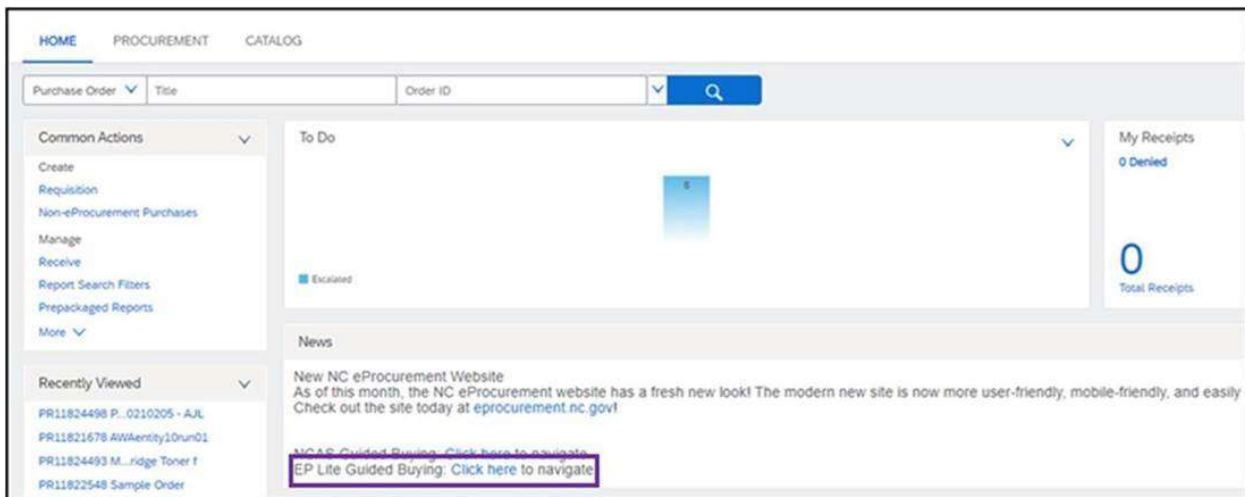 HOME PROCUREMENT CATALOG
Purchase Order Title Order ID
Common Actions
Create
Requisition
Non-eProcurement Purchases
Manage
Receive
Report Search Filters
Prepackaged Reports
More
Recently Viewed
PR11824498 P...0210205 - AJL
PR11821678 AWAentity10run01
PR11824493 M...ridge Toner f
PR11822548 Sample Order
To Do
Escalated
My Receipts
0 Denied
0
Total Receipts
News
New NC eProcurement Website
As of this month, the NC eProcurement website has a fresh new look! The modern new site is now more user-friendly, mobile-friendly, and easily
Check out the site today at eprocurement.nc.gov!
NCAS Guided Buying: Click here to navigate
EP Lite Guided Buying: Click here to navigate